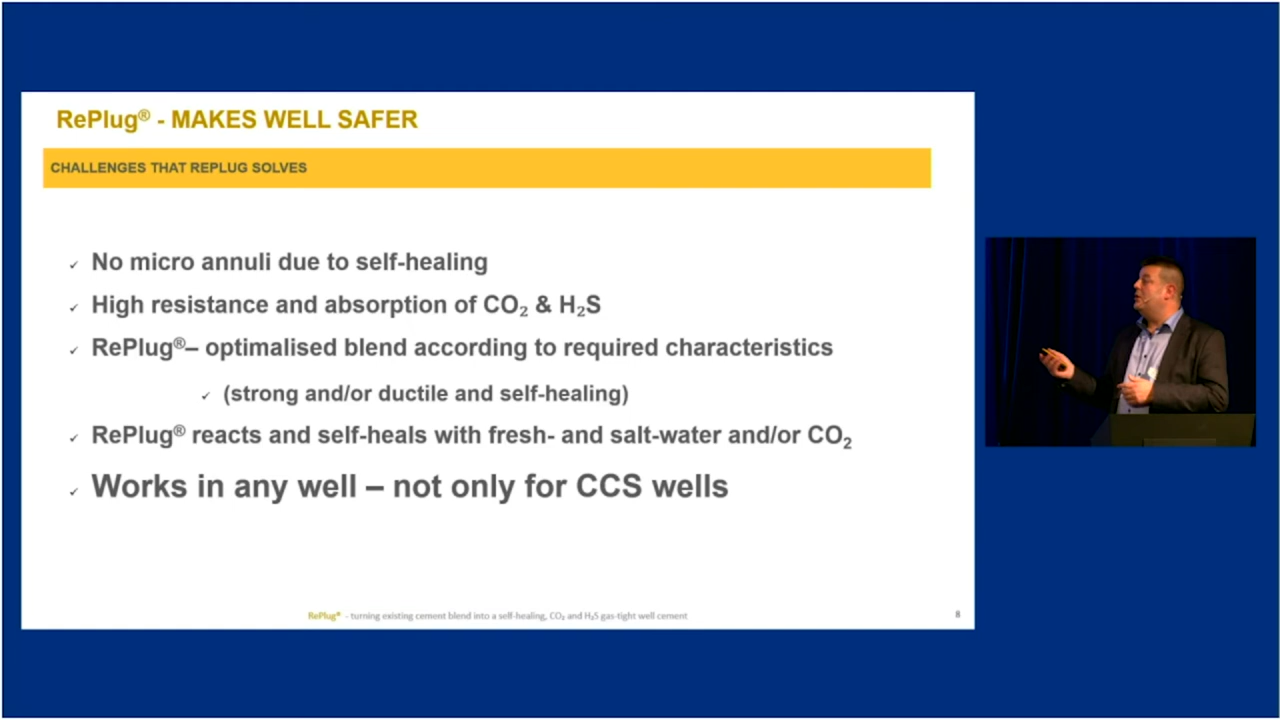 RePlug® - MAKES WELL SAFER
CHALLENGES THAT REPLUG SOLVES
✓ No micro annuli due to self-healing
✓ High resistance and absorption of CO₂ & H₂S
✓ RePlug®– optimalised blend according to required characteristics
✓ (strong and/or ductile and self-healing)
✓ RePlug® reacts and self-heals with fresh- and salt-water and/or CO₂
✓ Works in any well – not only for CCS wells
RePlug® - turning existing cement blend into a self-healing, CO₂ and H₂S gas-tight well cement
8